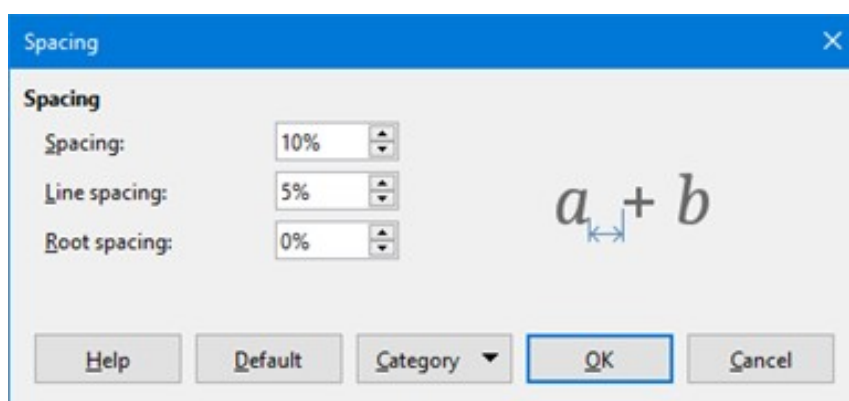 Spacing
Spacing
Spacing: 10%
Line spacing: 5%
Root spacing: 0%
a + b
Help Default Category OK Cancel